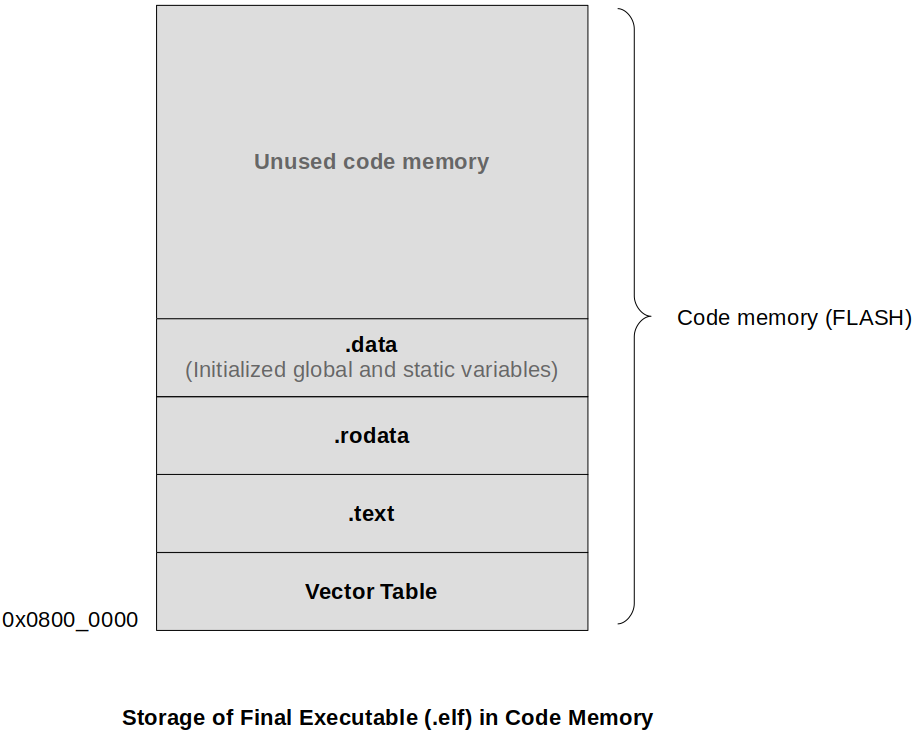 Unused code memory
.data
(Initialized global and static variables)
Code memory (FLASH)
.rodata
.text
Vector Table
0x0800_0000
Storage of Final Executable (.elf) in Code Memory